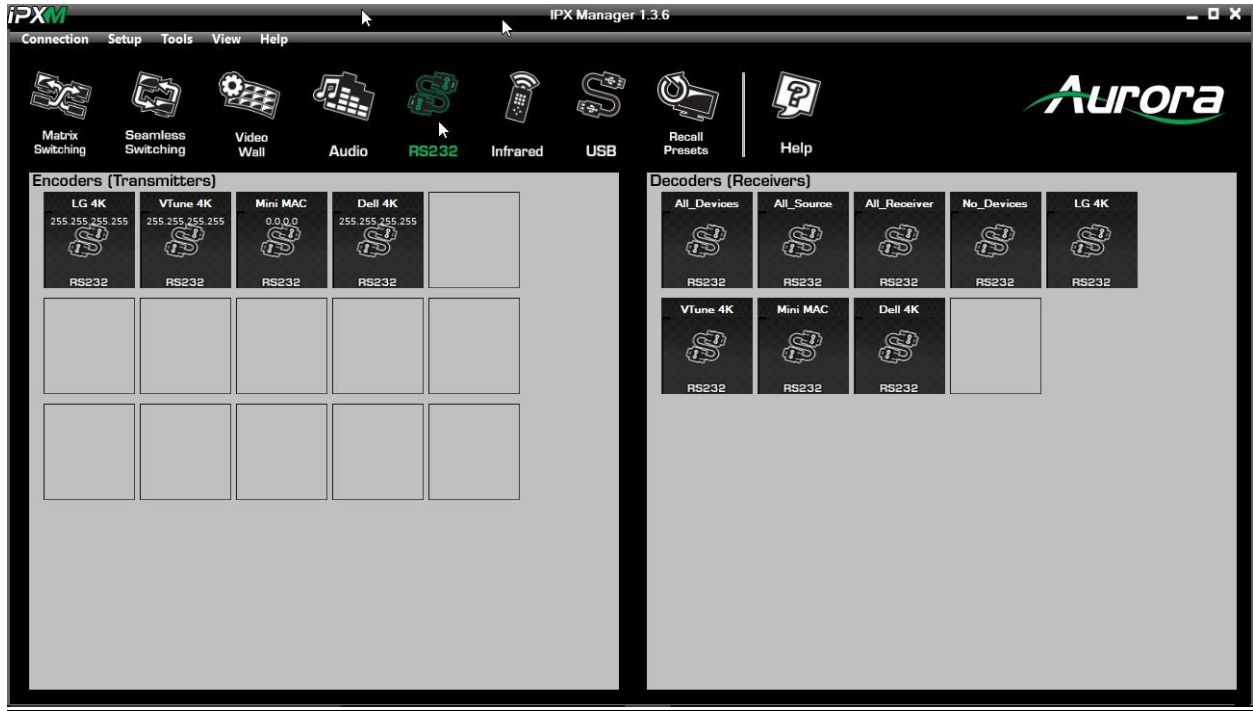 iPXM
IPX Manager 1.3.6
Connection Setup Tools View Help
Matrix Switching
Seamless Switching
Video Wall
Audio
RS232
Infrared
USB
Recall Presets
Help
Aurora
Encoders (Transmitters)
LG 4K
255.255.255.255
RS232
VTune 4K
255.255.255.255
RS232
Mini MAC
0.0.0.0
RS232
Dell 4K
255.255.255.255
RS232
Decoders (Receivers)
All_Devices
RS232
All_Source
RS232
All_Receiver
RS232
No_Devices
RS232
LG 4K
RS232
VTune 4K
RS232
Mini MAC
RS232
Dell 4K
RS232